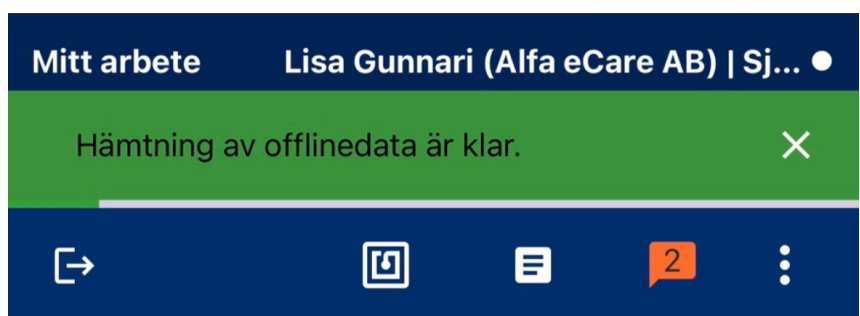 Mitt arbete Lisa Gunnari (Alfa eCare AB) | Sj...
Hämtning av offlinedata är klar.
2